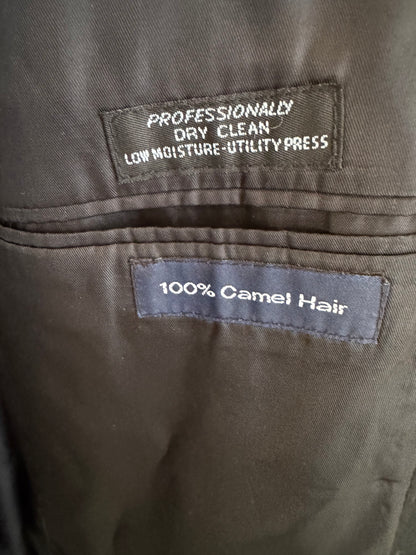 PROFESSIONALLY
DRY CLEAN
LOW MOISTURE-UTILITY PRESS
100% Camel Hair